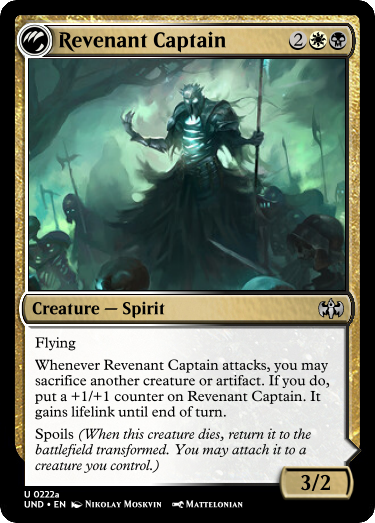 Revenant Captain 2
Creature — Spirit
Flying
Whenever Revenant Captain attacks, you may
sacrifice another creature or artifact. If you do,
put a +1/+1 counter on Revenant Captain. It
gains lifelink until end of turn.
Spoils (When this creature dies, return it to the
battlefield transformed. You may attach it to a
creature you control.)
3/2
U 0222a
UND • EN Nikolay Moskvin Mattelonian